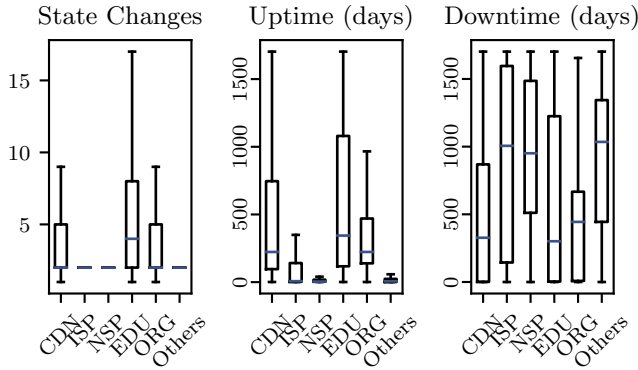 State Changes
5
10
15
CDN
ISP
NSP
EDU
ORG
Others
Uptime (days)
0
500
1000
1500
CDN
ISP
NSP
EDU
ORG
Others
Downtime (days)
0
500
1000
1500
CDN
ISP
NSP
EDU
ORG
Others